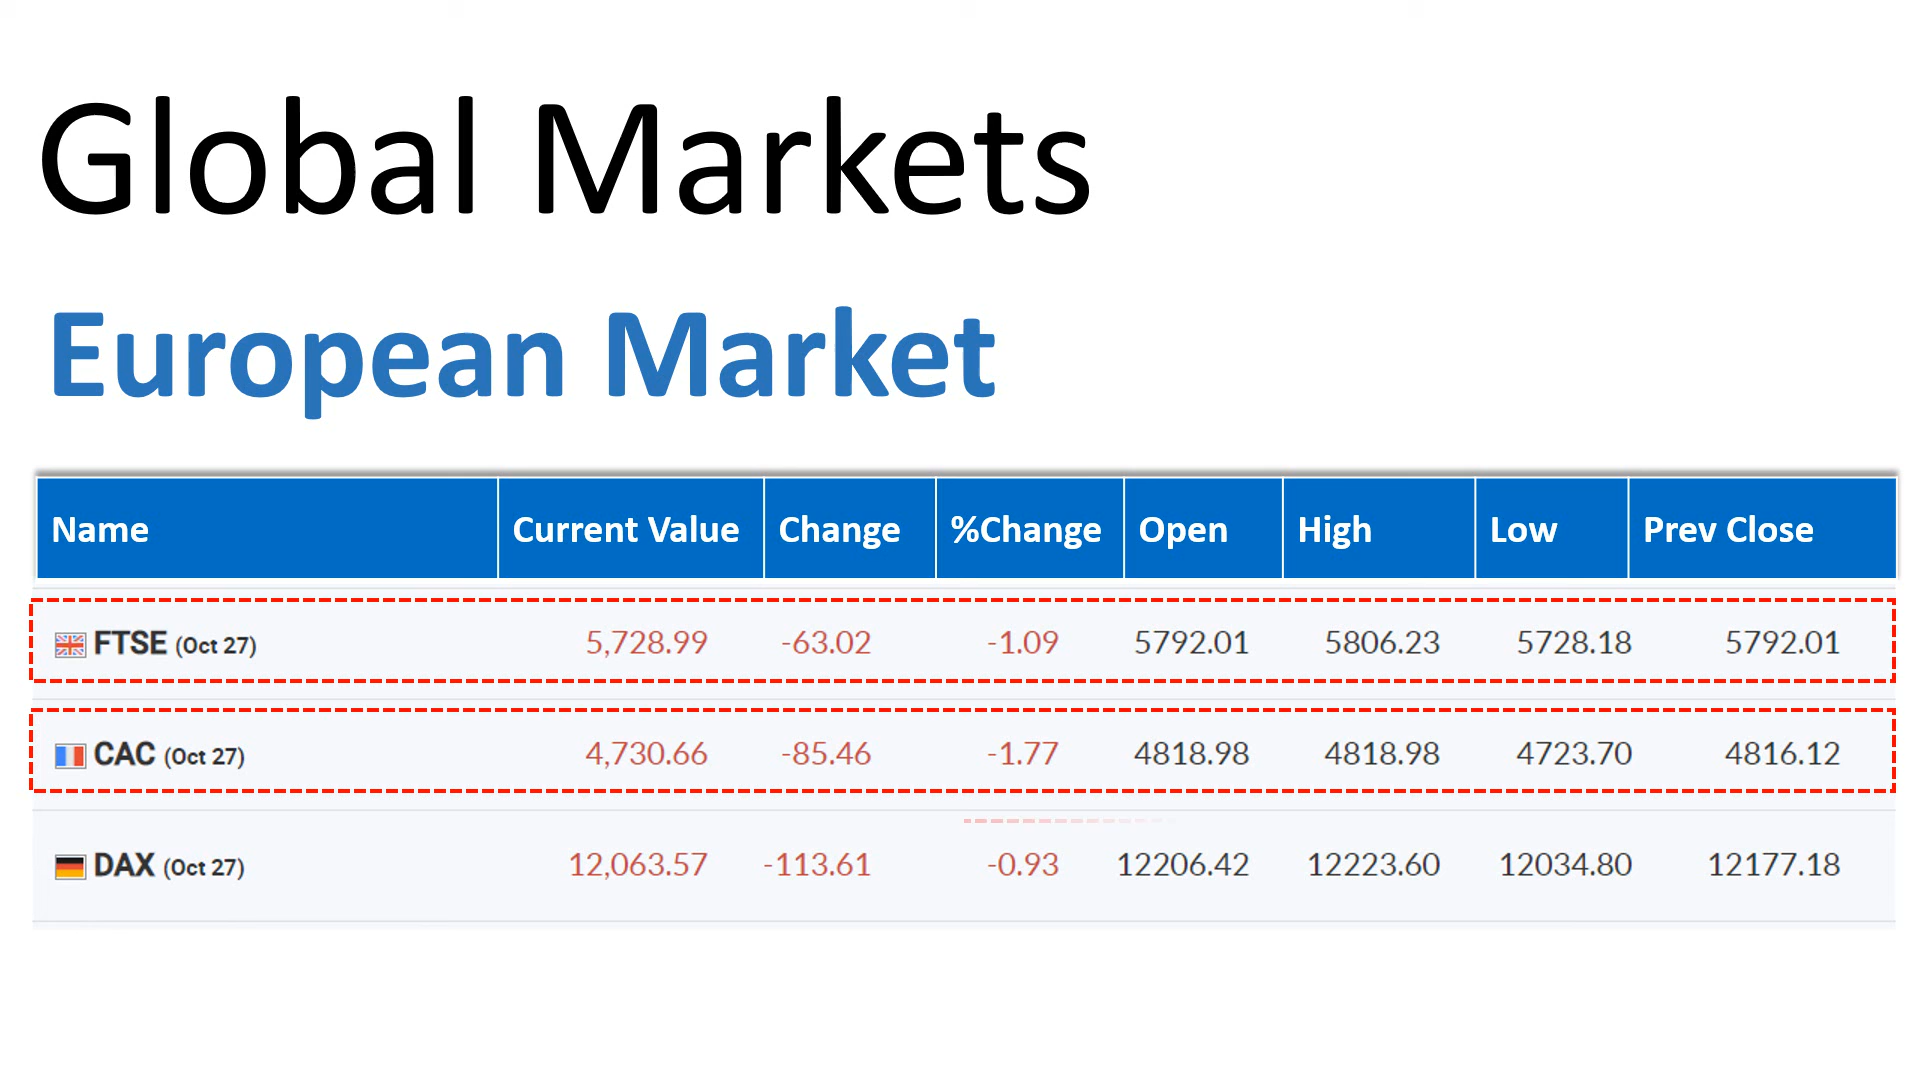 Global Markets
European Market
Name Current Value Change %Change Open High Low Prev Close
FTSE (Oct 27) 5,728.99 -63.02 -1.09 5792.01 5806.23 5728.18 5792.01
CAC (Oct 27) 4,730.66 -85.46 -1.77 4818.98 4818.98 4723.70 4816.12
DAX (Oct 27) 12,063.57 -113.61 -0.93 12206.42 12223.60 12034.80 12177.18